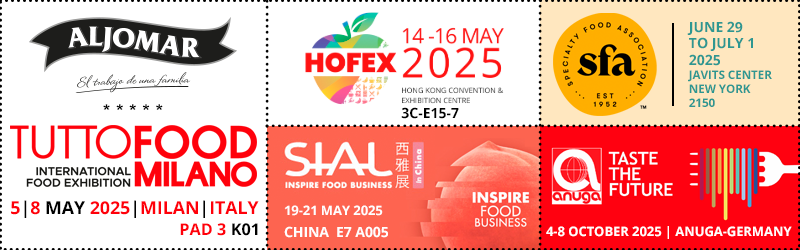 ALJOMAR
El trabajo de una familia
*****
TUTTOFOOD
INTERNATIONAL
FOOD EXHIBITION
MILANO
5|8 MAY 2025|MILAN|ITALY
PAD 3 K01
HOFEX
14 -16 MAY
2025
HONG KONG CONVENTION &
EXHIBITION CENTRE
3C-E15-7
SPECIALTY FOOD ASSOCIATION
sfa
EST
1952
TM
JUNE 29
TO JULY 1
2025
JAVITS CENTER
NEW YORK
2150
SIAL
西雅展
in China
INSPIRE FOOD BUSINESS
19-21 MAY 2025
CHINA E7 A005
INSPIRE
FOOD
BUSINESS
anuga
TASTE
THE
FUTURE
4-8 OCTOBER 2025 | ANUGA-GERMANY